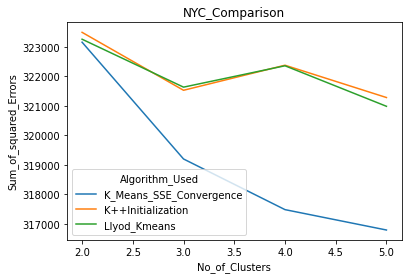 NYC_Comparison
323000
322000
321000
320000
319000
318000
317000
Sum_of_squared_Errors
Algorithm_Used
K_Means_SSE_Convergence
K++Initialization
Llyod_Kmeans
2.0 2.5 3.0 3.5 4.0 4.5 5.0
No_of_Clusters